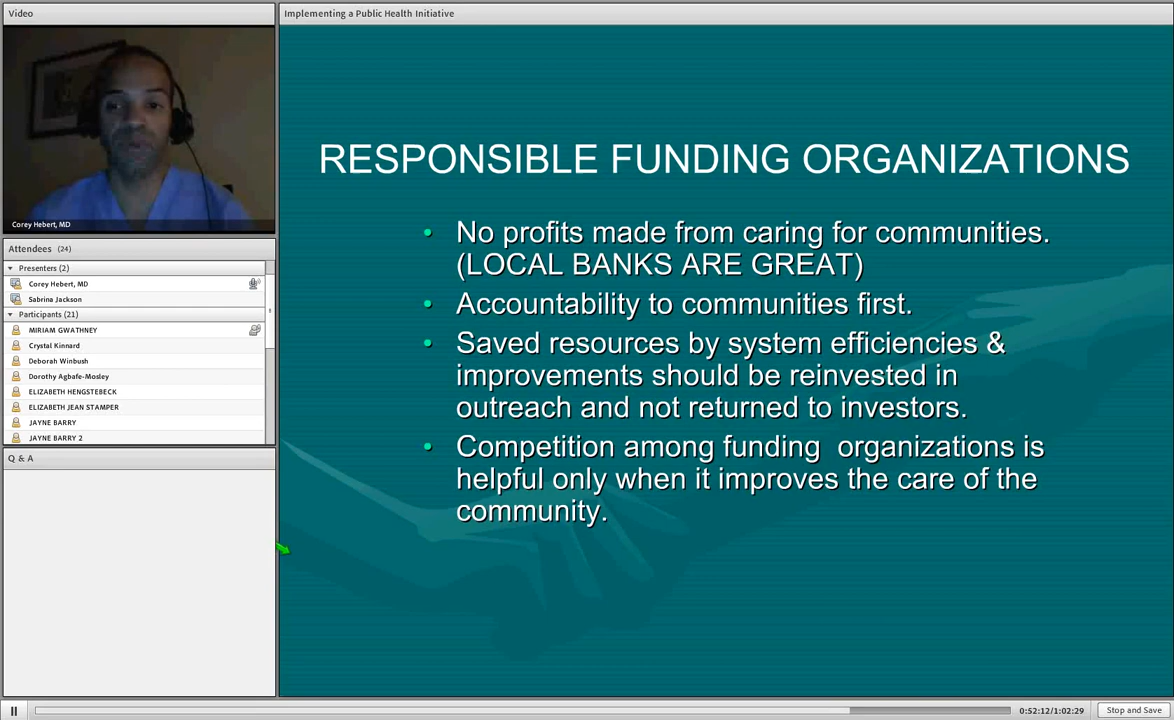 Video
Corey Hebert, MD
Attendees (24)
Presenters (2)
Corey Hebert, MD
Sabrina Jackson
Participants (21)
MIRIAM GWATHNEY
Crystal Kinnard
Deborah Winbush
Dorothy Agbafe-Mosley
ELIZABETH HENGSTEBECK
ELIZABETH JEAN STAMPER
JAYNE BARRY
JAYNE BARRY 2
Q & A
Implementing a Public Health Initiative
RESPONSIBLE FUNDING ORGANIZATIONS
• No profits made from caring for communities.
(LOCAL BANKS ARE GREAT)
• Accountability to communities first.
• Saved resources by system efficiencies &
improvements should be reinvested in
outreach and not returned to investors.
• Competition among funding  organizations is
helpful only when it improves the care of the
community.
0:52:12/1:02:29
Stop and Save